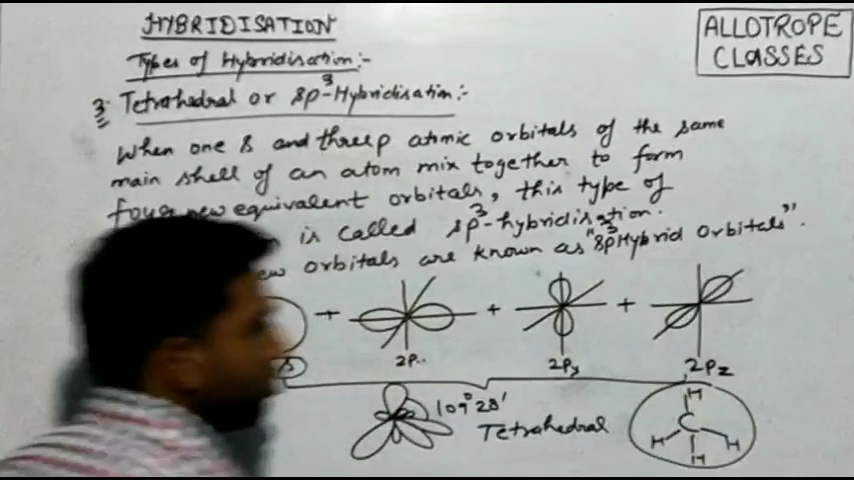 HYBRIDISATION
ALLOTROPE
CLASSES
Types of Hybridisation:-
3. Tetrahedral or sp³-Hybridisation:-
When one s and three p atomic orbitals of the same
main shell of an atom mix together to form
four new equivalent orbitals, this type of
is called sp³-hybridisation.
new orbitals are known as "sp³ Hybrid Orbitals".
+ + +
s 2p 2py 2pz
109°28'
Tetrahedral
H
C
H H
H